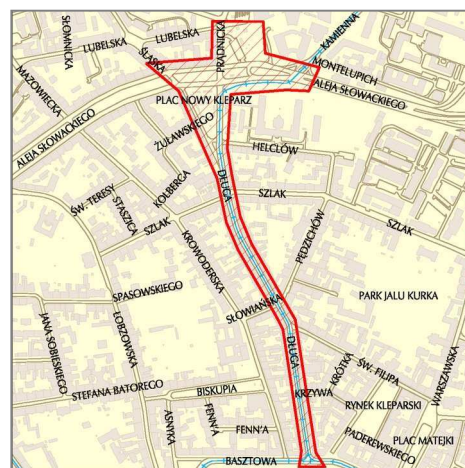 SŁOMNICKA
LUBELSKA
LUBELSKA
ŚLĄSKA
PRĄDNICKA
KAMIENNA
MAZOWIECKA
MONTELUPICH
ALEJA SŁOWACKIEGO
PLAC NOWY KLEPARZ
ALEJA SŁOWACKIEGO
ŻUŁAWSKIEGO
HELCLÓW
KOLBERGA
DŁUGA
SZLAK
ŚW. TERESY
STASZICA
SZLAK
KROWODERSKA
PĘDZICHÓW
SZLAK
SPASOWSKIEGO
PARK JALU KURKA
JANA SOBIESKIEGO
ŁOBZOWSKA
SŁOWIAŃSKA
DŁUGA
WARSZAWSKA
ŚW. FILIPA
KRÓTKA
STEFANA BATOREGO
BISKUPIA
KRZYWA
RYNEK KLEPARSKI
ASNYKA
FENN'A
FENN'A
PADEREWSKIEGO
PLAC MATEJKI
BASZTOWA